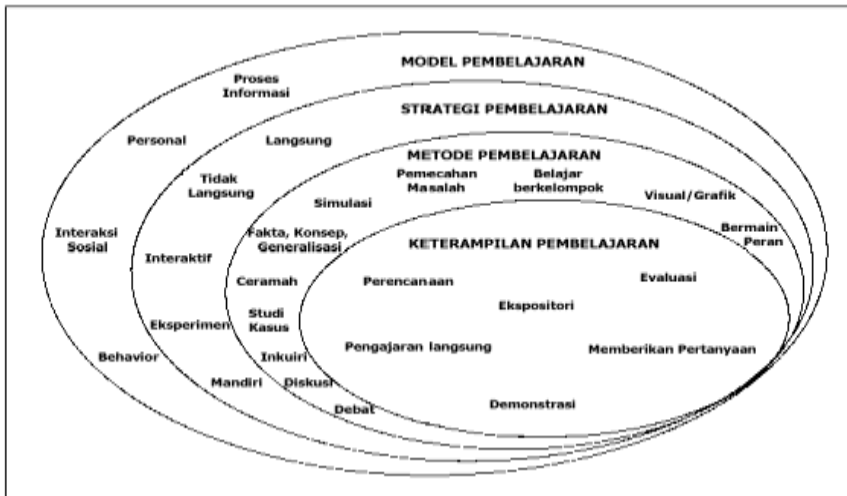 MODEL PEMBELAJARAN
Proses
Informasi
STRATEGI PEMBELAJARAN
Personal
Langsung
METODE PEMBELAJARAN
Pemecahan
Masalah
Belajar
berkelompok
Tidak
Langsung
Visual/Grafik
Simulasi
Bermain
Peran
Interaksi
Sosial
Fakta, Konsep,
Generalisasi
KETERAMPILAN PEMBELAJARAN
Interaktif
Ceramah
Perencanaan
Evaluasi
Ekspositori
Studi
Kasus
Eksperimen
Pengajaran langsung
Memberikan Pertanyaan
Behavior
Inkuiri
Mandiri
Diskusi
Debat
Demonstrasi